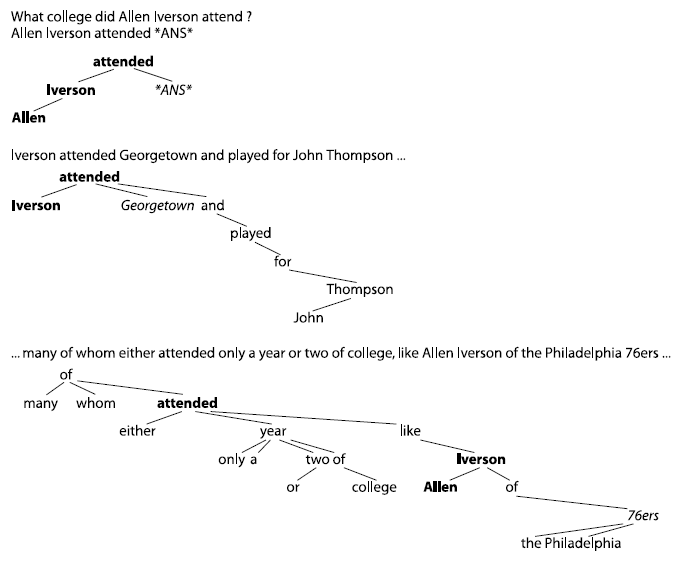 What college did Allen Iverson attend ?
Allen Iverson attended *ANS*
attended
Iverson *ANS*
Allen
Iverson attended Georgetown and played for John Thompson ...
attended
Iverson Georgetown and
played
for
Thompson
John
... many of whom either attended only a year or two of college, like Allen Iverson of the Philadelphia 76ers ...
of
many whom attended
either year like
only a two of Iverson
or college Allen of
76ers
the Philadelphia